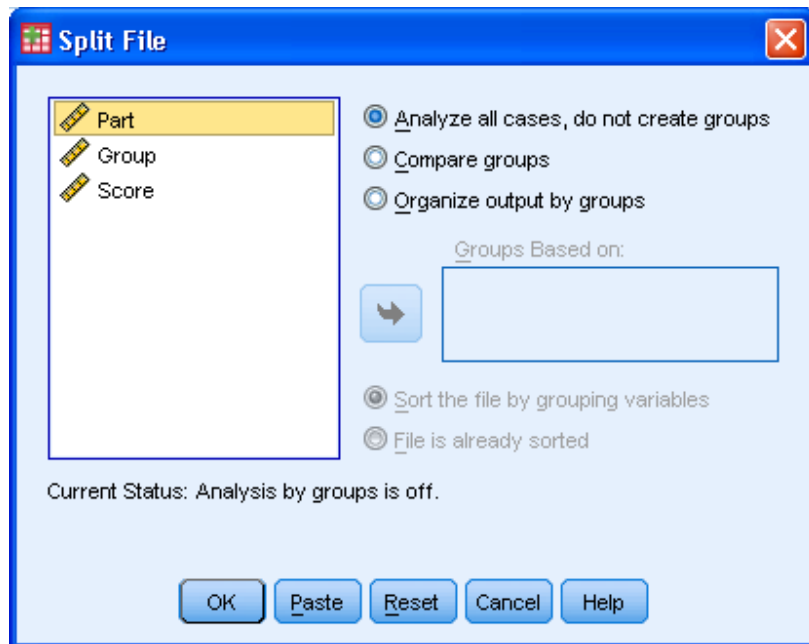 Split File
Part
Group
Score
Analyze all cases, do not create groups
Compare groups
Organize output by groups
Groups Based on:
Sort the file by grouping variables
File is already sorted
Current Status: Analysis by groups is off.
OK
Paste
Reset
Cancel
Help